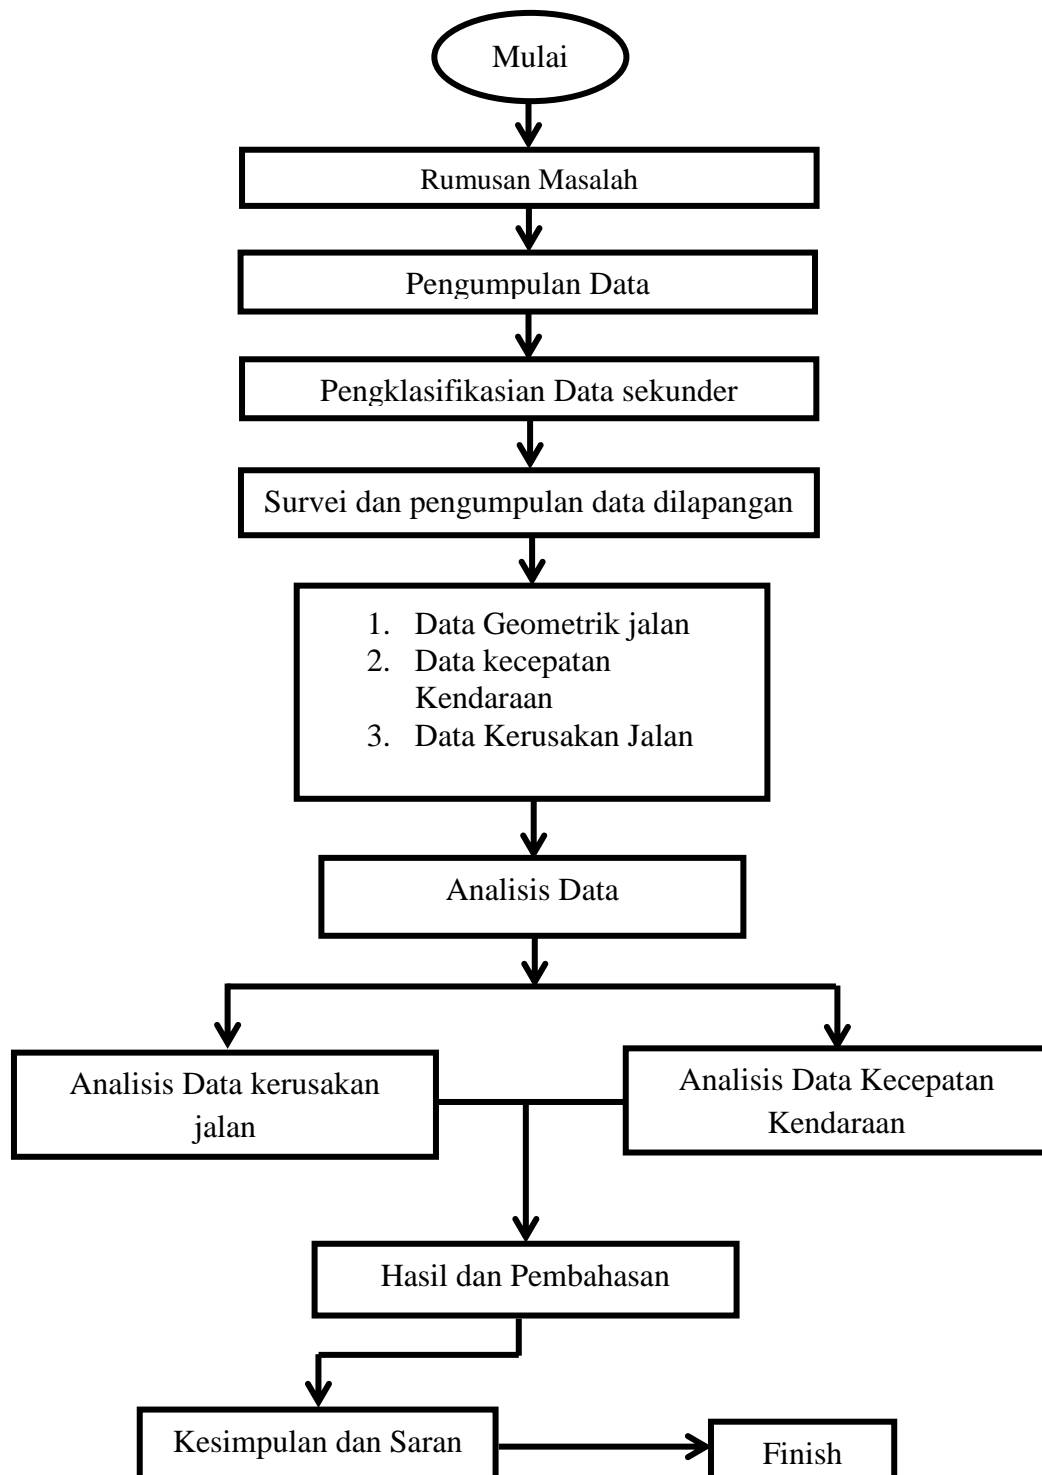 Mulai
Rumusan Masalah
Pengumpulan Data
Pengklasifikasian Data sekunder
Survei dan pengumpulan data dilapangan
1. Data Geometrik jalan
2. Data kecepatan
Kendaraan
3. Data Kerusakan Jalan
Analisis Data
Analisis Data kerusakan
jalan
Analisis Data Kecepatan
Kendaraan
Hasil dan Pembahasan
Kesimpulan dan Saran
Finish